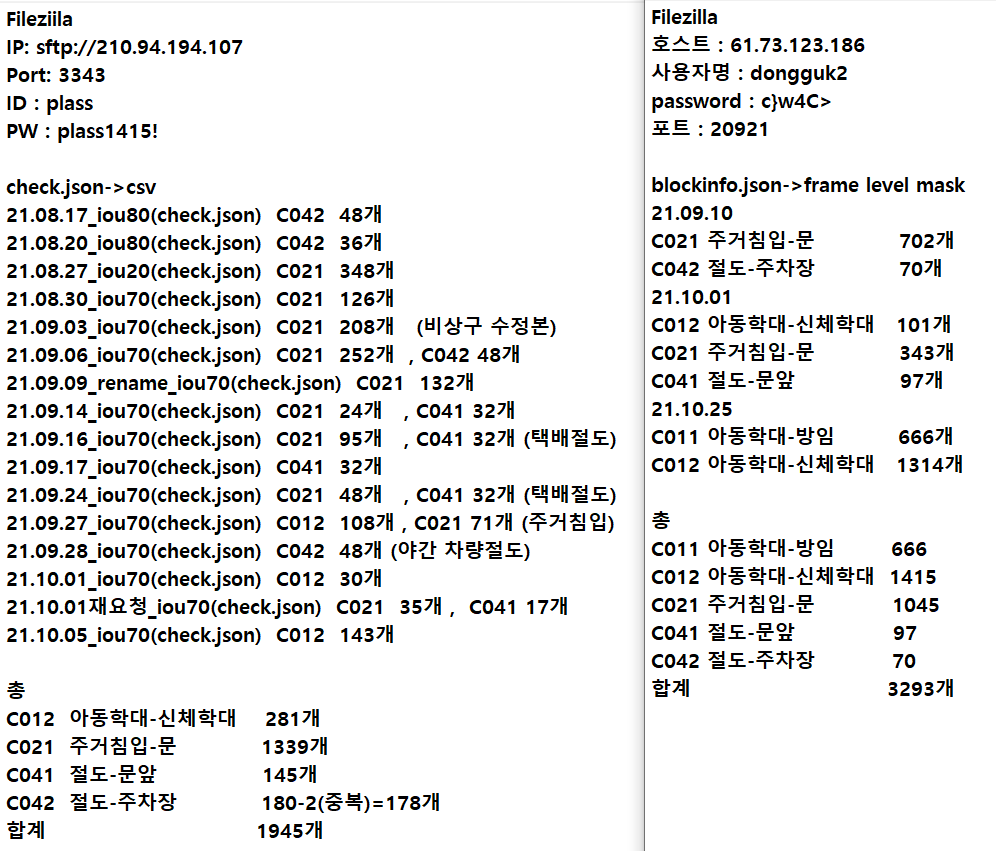 Fileziila
IP: sftp://210.94.194.107
Port: 3343
ID : plass
PW : plass1415!
check.json->csv
21.08.17_iou80(check.json) C042 48개
21.08.20_iou80(check.json) C042 36개
21.08.27_iou20(check.json) C021 348개
21.08.30_iou70(check.json) C021 126개
21.09.03_iou70(check.json) C021 208개 (비상구 수정본)
21.09.06_iou70(check.json) C021 252개 , C042 48개
21.09.09_rename_iou70(check.json) C021 132개
21.09.14_iou70(check.json) C021 24개 , C041 32개
21.09.16_iou70(check.json) C021 95개 , C041 32개 (택배절도)
21.09.17_iou70(check.json) C041 32개
21.09.24_iou70(check.json) C021 48개 , C041 32개 (택배절도)
21.09.27_iou70(check.json) C012 108개 , C021 71개 (주거침입)
21.09.28_iou70(check.json) C042 48개 (야간 차량절도)
21.10.01_iou70(check.json) C012 30개
21.10.01재요청_iou70(check.json) C021 35개 , C041 17개
21.10.05_iou70(check.json) C012 143개
총
C012 아동학대-신체학대 281개
C021 주거침입-문 1339개
C041 절도-문앞 145개
C042 절도-주차장 180-2(중복)=178개
합계 1945개
Filezilla
호스트 : 61.73.123.186
사용자명 : dongguk2
password : c}w4C>
포트 : 20921
blockinfo.json->frame level mask
21.09.10
C021 주거침입-문 702개
C042 절도-주차장 70개
21.10.01
C012 아동학대-신체학대 101개
C021 주거침입-문 343개
C041 절도-문앞 97개
21.10.25
C011 아동학대-방임 666개
C012 아동학대-신체학대 1314개
총
C011 아동학대-방임 666
C012 아동학대-신체학대 1415
C021 주거침입-문 1045
C041 절도-문앞 97
C042 절도-주차장 70
합계 3293개